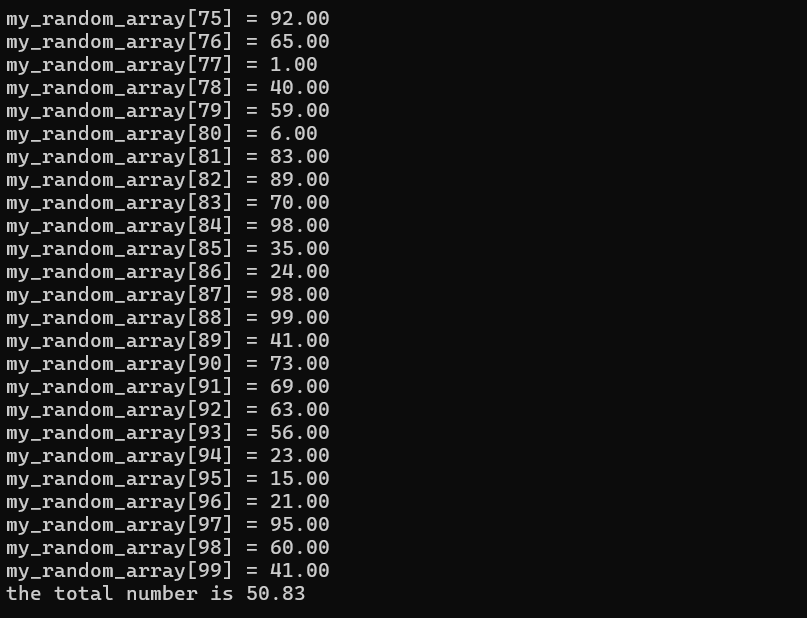 my_random_array[75] = 92.00
my_random_array[76] = 65.00
my_random_array[77] = 1.00
my_random_array[78] = 40.00
my_random_array[79] = 59.00
my_random_array[80] = 6.00
my_random_array[81] = 83.00
my_random_array[82] = 89.00
my_random_array[83] = 70.00
my_random_array[84] = 98.00
my_random_array[85] = 35.00
my_random_array[86] = 24.00
my_random_array[87] = 98.00
my_random_array[88] = 99.00
my_random_array[89] = 41.00
my_random_array[90] = 73.00
my_random_array[91] = 69.00
my_random_array[92] = 63.00
my_random_array[93] = 56.00
my_random_array[94] = 23.00
my_random_array[95] = 15.00
my_random_array[96] = 21.00
my_random_array[97] = 95.00
my_random_array[98] = 60.00
my_random_array[99] = 41.00
the total number is 50.83